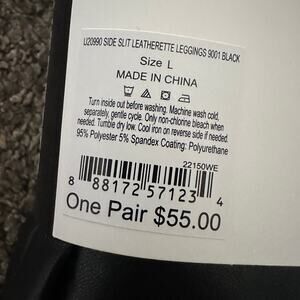 U20990 SIDE SLIT LEATHERETTE LEGGINGS 9001 BLACK
Size L
MADE IN CHINA
Turn inside out before washing. Machine wash cold,
separately, gentle cycle. Only non-chlorine bleach when
needed. Tumble dry low. Cool iron on reverse side if needed.
95% Polyester 5% Spandex Coating: Polyurethane
22150WE
8 88172 57123 4
One Pair $55.00